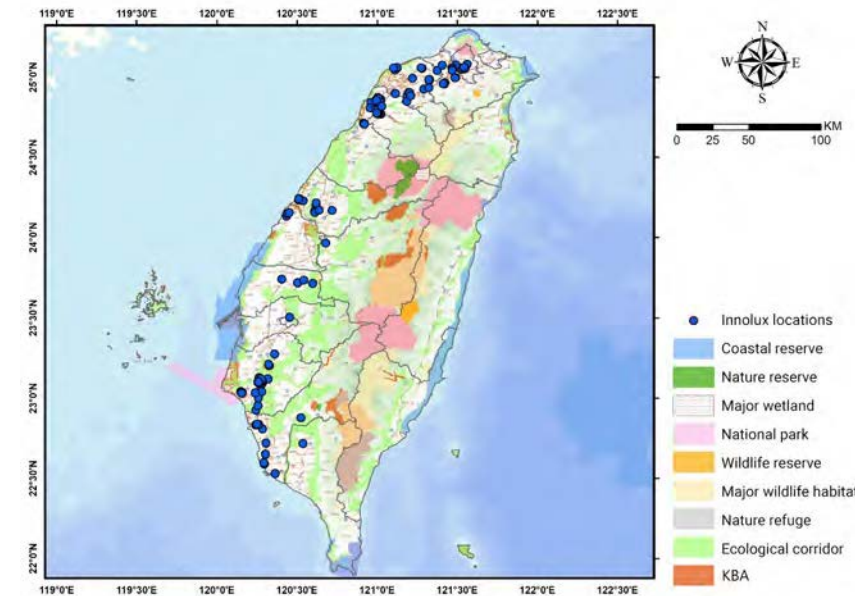 119°0'E 119°30'E 120°0'E 120°30'E 121°0'E 121°30'E 122°0'E 122°30'E
N
W E
S
KM
0 25 50 100
25°0'N
24°30'N
24°0'N
23°30'N
23°0'N
22°30'N
22°0'N
Innolux locations
Coastal reserve
Nature reserve
Major wetland
National park
Wildlife reserve
Major wildlife habitat
Nature refuge
Ecological corridor
KBA
119°0'E 119°30'E 120°0'E 120°30'E 121°0'E 121°30'E 122°0'E 122°30'E